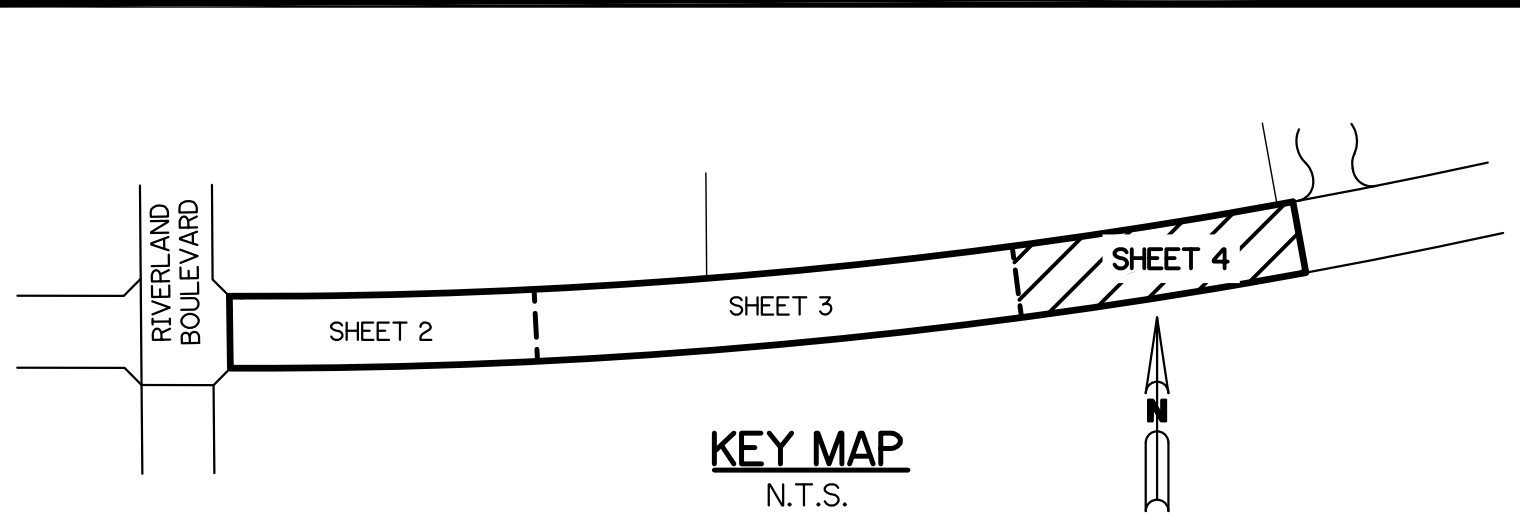 RIVERLAND
BOULEVARD
SHEET 2
SHEET 3
SHEET 4
N
KEY MAP
N.T.S.